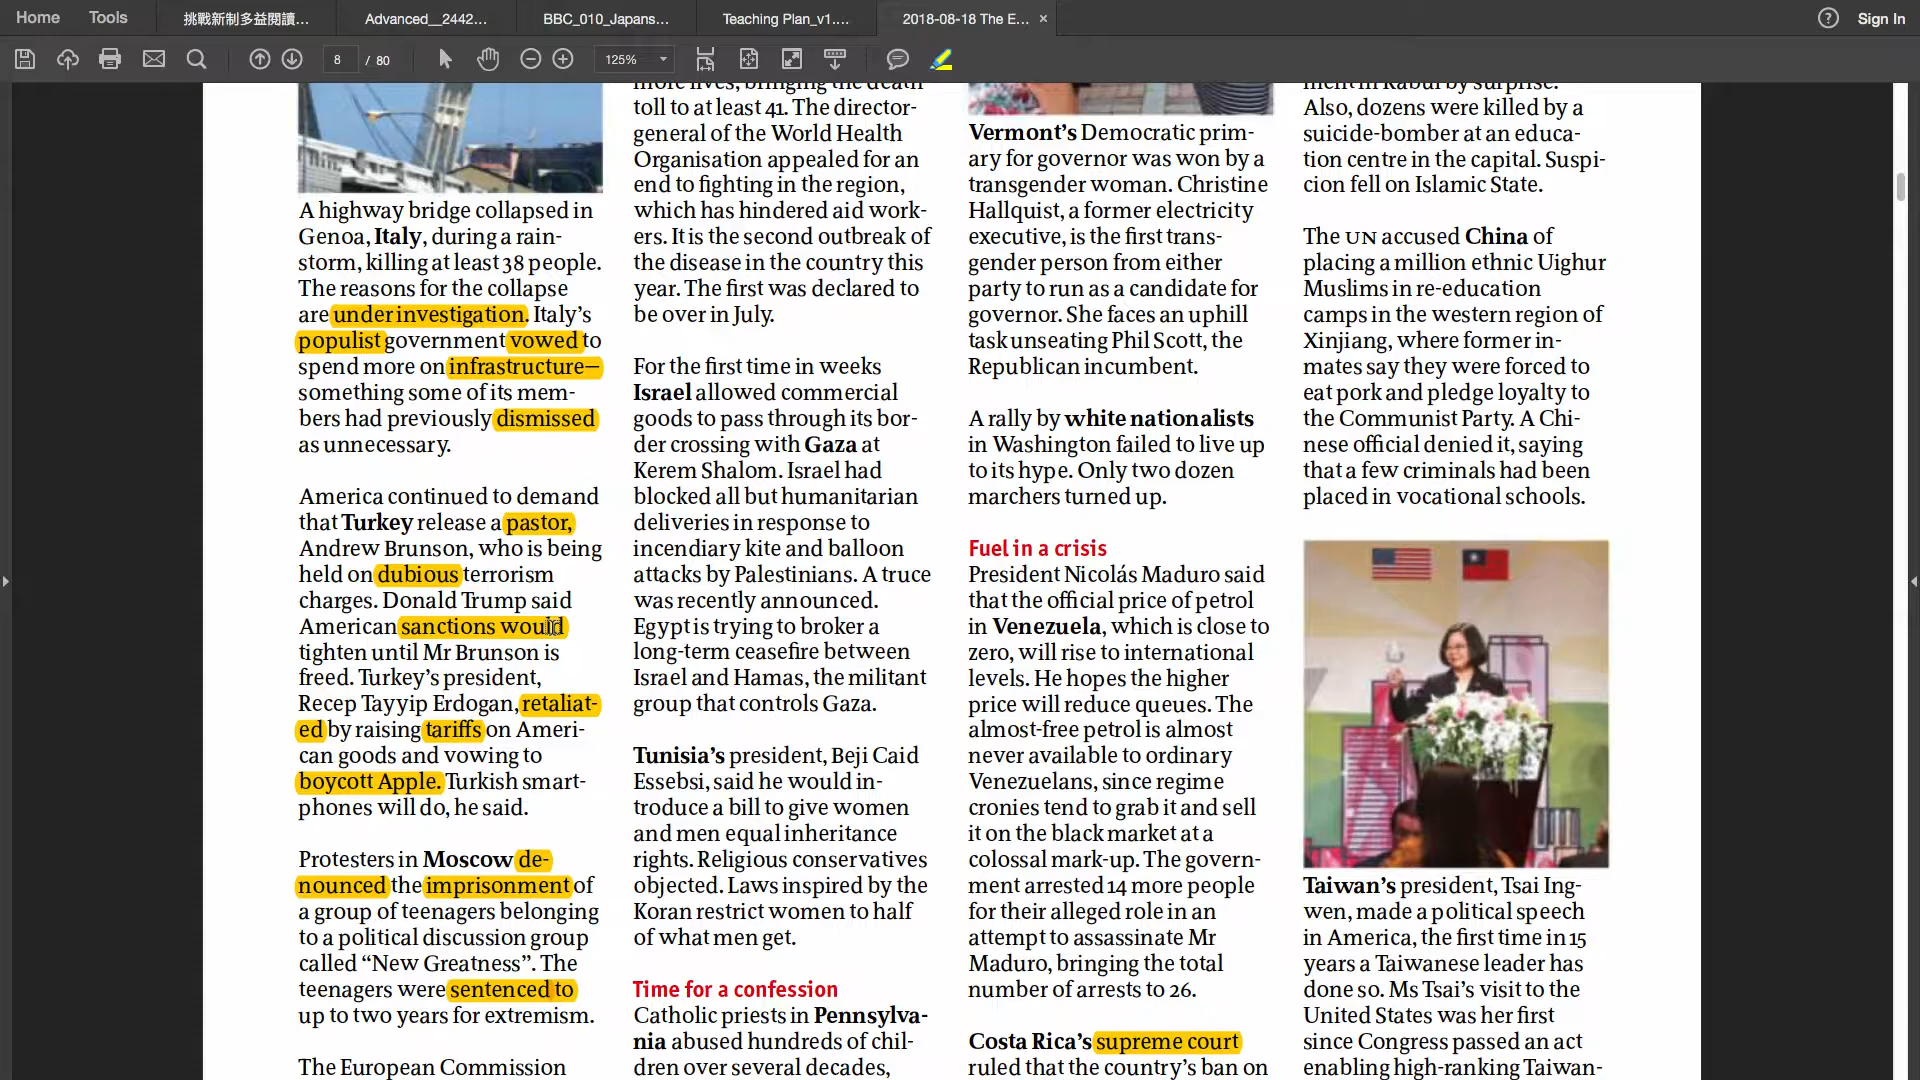 Home
Tools
挑戰新制多益閱讀...
Advanced__2442...
BBC_010_Japans...
Teaching Plan_v1....
2018-08-18 The E...
Sign In
8
/ 80
125%
A highway bridge collapsed in
Genoa, Italy, during a rain-
storm, killing at least 38 people.
The reasons for the collapse
are under investigation. Italy's
populist government vowed to
spend more on infrastructure—
something some of its mem-
bers had previously dismissed
as unnecessary.
America continued to demand
that Turkey release a pastor,
Andrew Brunson, who is being
held on dubious terrorism
charges. Donald Trump said
American sanctions would
tighten until Mr Brunson is
freed. Turkey's president,
Recep Tayyip Erdogan, retaliat-
ed by raising tariffs on Ameri-
can goods and vowing to
boycott Apple. Turkish smart-
phones will do, he said.
Protesters in Moscow de-
nounced the imprisonment of
a group of teenagers belonging
to a political discussion group
called “New Greatness”. The
teenagers were sentenced to
up to two years for extremism.
The European Commission
more lives, bringing the death
toll to at least 41. The director-
general of the World Health
Organisation appealed for an
end to fighting in the region,
which has hindered aid work-
ers. It is the second outbreak of
the disease in the country this
year. The first was declared to
be over in July.
For the first time in weeks
Israel allowed commercial
goods to pass through its bor-
der crossing with Gaza at
Kerem Shalom. Israel had
blocked all but humanitarian
deliveries in response to
incendiary kite and balloon
attacks by Palestinians. A truce
was recently announced.
Egypt is trying to broker a
long-term ceasefire between
Israel and Hamas, the militant
group that controls Gaza.
Tunisia's president, Beji Caid
Essebsi, said he would in-
troduce a bill to give women
and men equal inheritance
rights. Religious conservatives
objected. Laws inspired by the
Koran restrict women to half
of what men get.
Time for a confession
Catholic priests in Pennsylva-
nia abused hundreds of chil-
dren over several decades,
Vermont's Democratic prim-
ary for governor was won by a
transgender woman. Christine
Hallquist, a former electricity
executive, is the first trans-
gender person from either
party to run as a candidate for
governor. She faces an uphill
task unseating Phil Scott, the
Republican incumbent.
A rally by white nationalists
in Washington failed to live up
to its hype. Only two dozen
marchers turned up.
Fuel in a crisis
President Nicolás Maduro said
that the official price of petrol
in Venezuela, which is close to
zero, will rise to international
levels. He hopes the higher
price will reduce queues. The
almost-free petrol is almost
never available to ordinary
Venezuelans, since regime
cronies tend to grab it and sell
it on the black market at a
colossal mark-up. The govern-
ment arrested 14 more people
for their alleged role in an
attempt to assassinate Mr
Maduro, bringing the total
number of arrests to 26.
Costa Rica's supreme court
ruled that the country's ban on
ment in Kabul by surprise.
Also, dozens were killed by a
suicide-bomber at an educa-
tion centre in the capital. Suspi-
cion fell on Islamic State.
The UN accused China of
placing a million ethnic Uighur
Muslims in re-education
camps in the western region of
Xinjiang, where former in-
mates say they were forced to
eat pork and pledge loyalty to
the Communist Party. A Chi-
nese official denied it, saying
that a few criminals had been
placed in vocational schools.
Taiwan's president, Tsai Ing-
wen, made a political speech
in America, the first time in 15
years a Taiwanese leader has
done so. Ms Tsai's visit to the
United States was her first
since Congress passed an act
enabling high-ranking Taiwan-